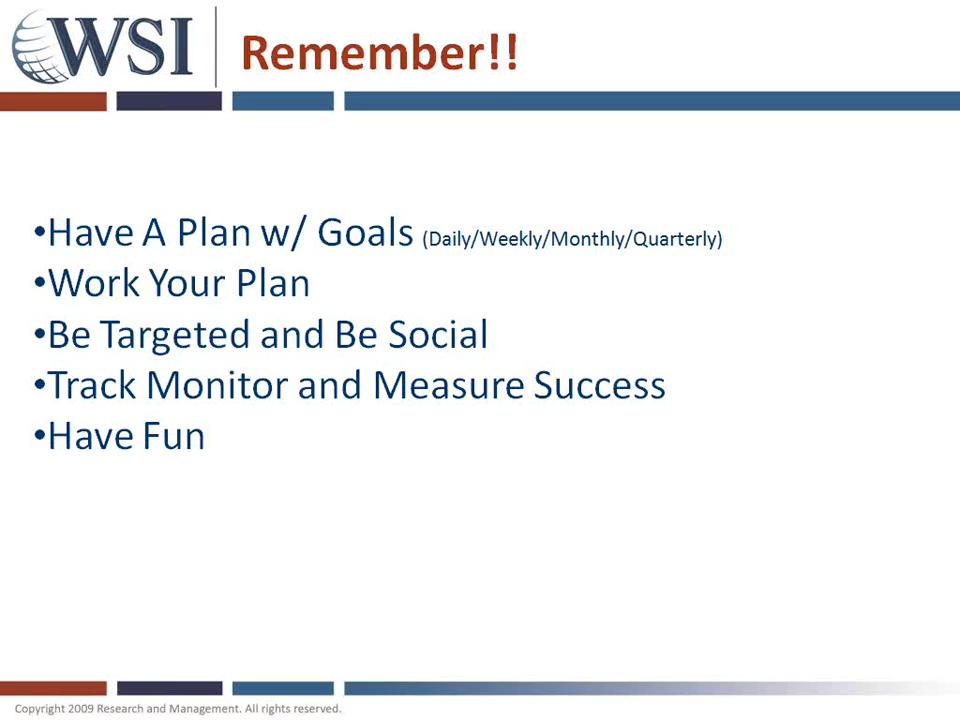 WSI
Remember!!
•Have A Plan w/ Goals (Daily/Weekly/Monthly/Quarterly)
•Work Your Plan
•Be Targeted and Be Social
•Track Monitor and Measure Success
•Have Fun
Copyright 2009 Research and Management. All rights reserved.